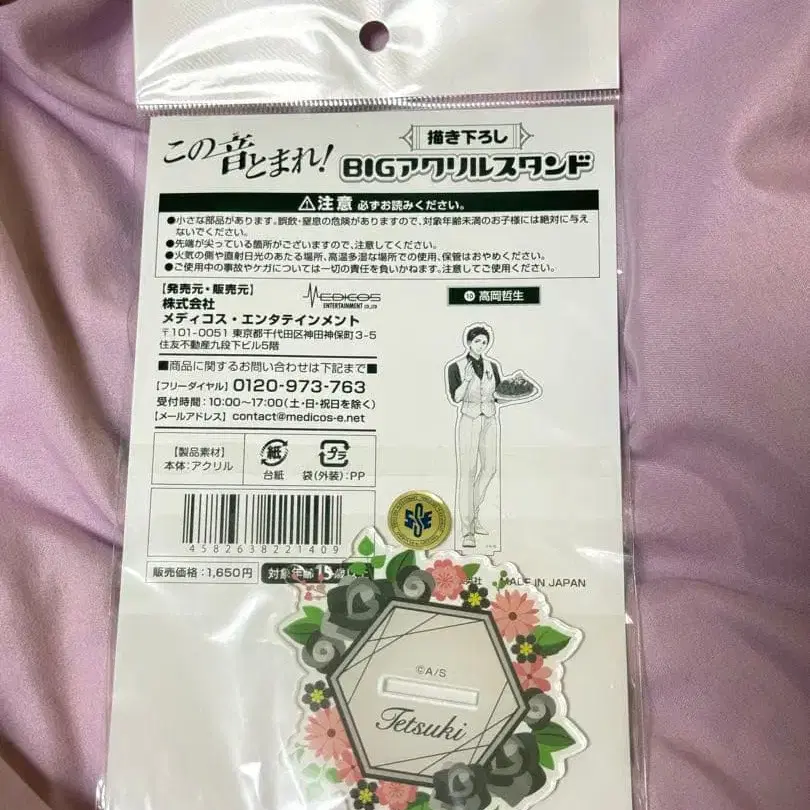 この音とまれ!
描き下ろし
BIGアクリルスタンド
注意 必ずお読みください。
●小さな部品があります。誤飲・窒息の危険がありますので、対象年齢未満のお子様には絶対に与え
ないでください。
●先端が尖っている箇所がございますので、注意してください。
●火気の側や直射日光のあたる場所、高温多湿な場所での使用、保管はおやめください。
●ご使用中の事故やケガについては一切の責任を負いかねます。注意してご使用ください。
【発売元・販売元】
MEDICOS
ENTERTAINMENT CO.,LTD
株式会社
メディコス・エンタテインメント
〒101-0051 東京都千代田区神田神保町3-5
住友不動産九段下ビル5階
■商品に関するお問い合わせは下記まで■
【フリーダイヤル】0120-973-763
受付時間:10:00〜17:00(土・日・祝日を除く)
【メールアドレス】contact@medicos-e.net
⑩ 高岡哲生
【製品素材】
本体:アクリル
紙
台紙
プラ
袋(外装):PP
4582638221409
販売価格:1,650円
対象年齢15歳以上
MADE IN JAPAN
©A/S
Tetsuki